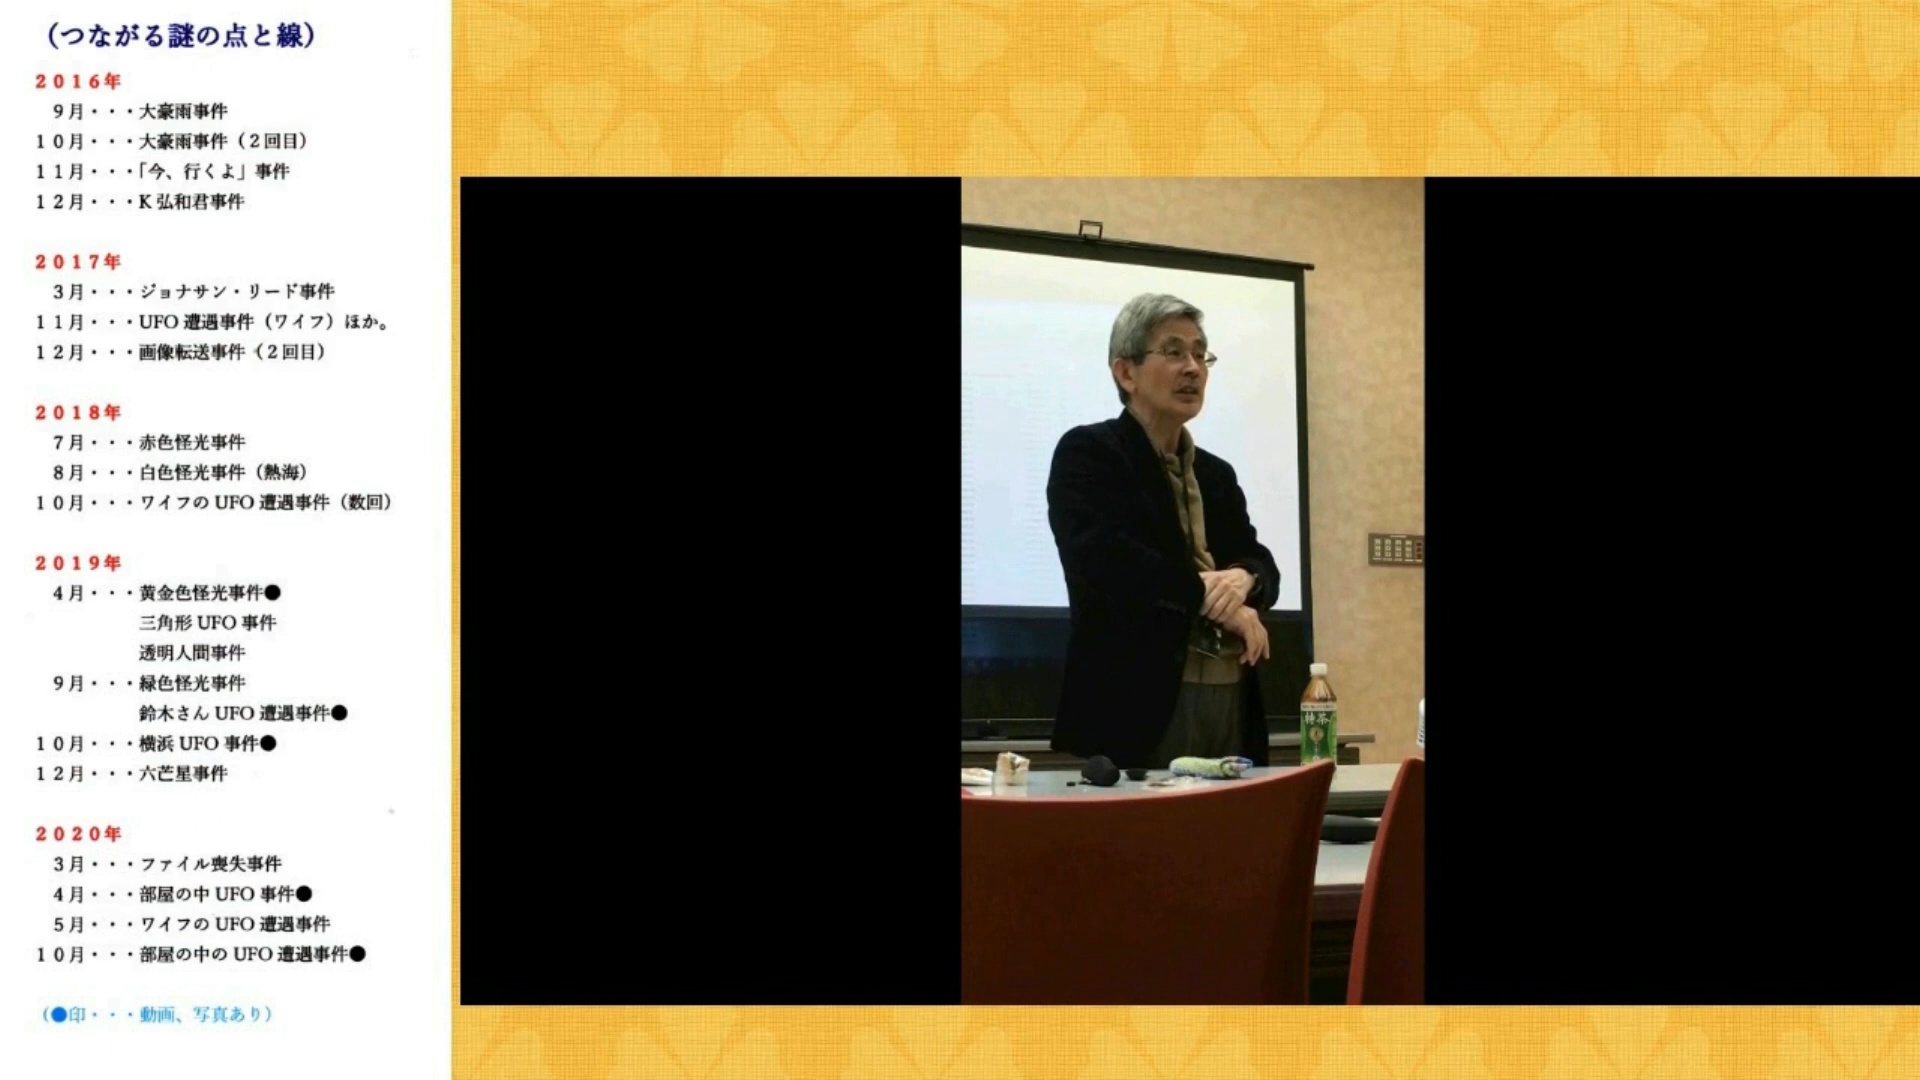 （つながる謎の点と線）
２０１６年
９月・・・大豪雨事件
１０月・・・大豪雨事件（２回目）
１１月・・・「今、行くよ」事件
１２月・・・K弘和君事件
２０１７年
３月・・・ジョナサン・リード事件
１１月・・・UFO 遭遇事件（ワイフ）ほか。
１２月・・・画像転送事件（２回目）
２０１８年
７月・・・赤色怪光事件
８月・・・白色怪光事件（熱海）
１０月・・・ワイフの UFO 遭遇事件（数回）
２０１９年
４月・・・黄金色怪光事件●
三角形 UFO 事件
透明人間事件
９月・・・緑色怪光事件
鈴木さん UFO 遭遇事件●
１０月・・・横浜 UFO 事件●
１２月・・・六芒星事件
２０２０年
３月・・・ファイル喪失事件
４月・・・部屋の中 UFO 事件●
５月・・・ワイフの UFO 遭遇事件
１０月・・・部屋の中の UFO 遭遇事件●
（●印・・・動画、写真あり）
特茶